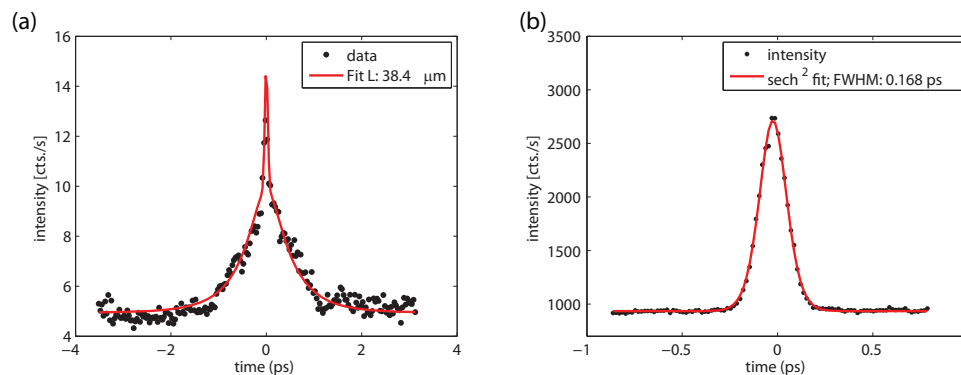 (a)
16
14
12
10
8
6
4
−4
−2
0
2
4
intensity [cts./s]
time (ps)
data
Fit L: 38.4 μm
(b)
3500
3000
2500
2000
1500
1000
−1
−0.5
0
0.5
intensity [cts./s]
time (ps)
intensity
sech 2 fit; FWHM: 0.168 ps